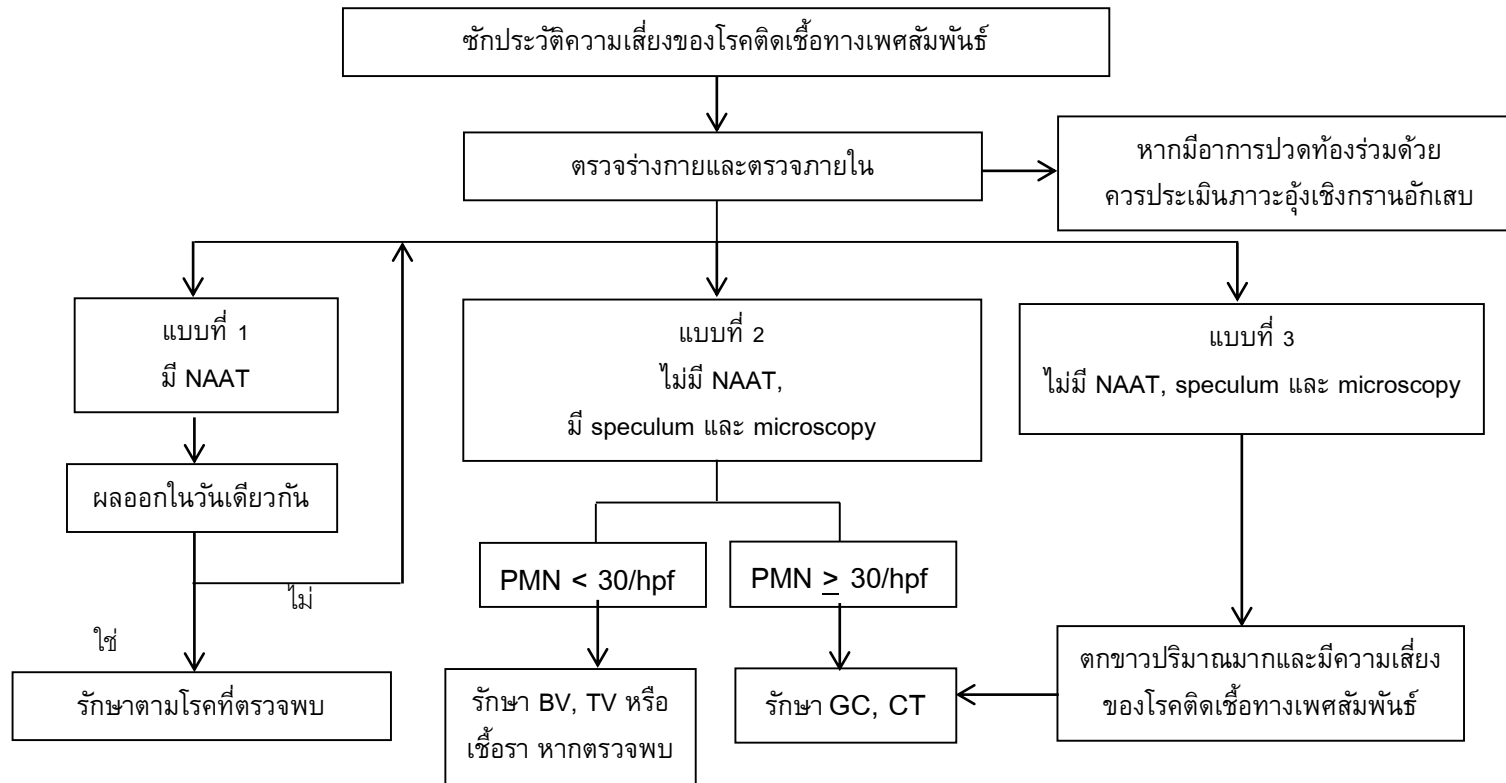 ซักประวัติความเสี่ยงของโรคติดเชื้อทางเพศสัมพันธ์
ตรวจร่างกายและตรวจภายใน
หากมีอาการปวดท้องร่วมด้วย
ควรประเมินภาวะอุ้งเชิงกรานอักเสบ
แบบที่ 1
มี NAAT
แบบที่ 2
ไม่มี NAAT,
มี speculum และ microscopy
แบบที่ 3
ไม่มี NAAT, speculum และ microscopy
ผลออกในวันเดียวกัน
ไม่
ใช่
PMN < 30/hpf
PMN ≥ 30/hpf
รักษาตามโรคที่ตรวจพบ
รักษา BV, TV หรือ
เชื้อรา หากตรวจพบ
รักษา GC, CT
ตกขาวปริมาณมากและมีความเสี่ยง
ของโรคติดเชื้อทางเพศสัมพันธ์